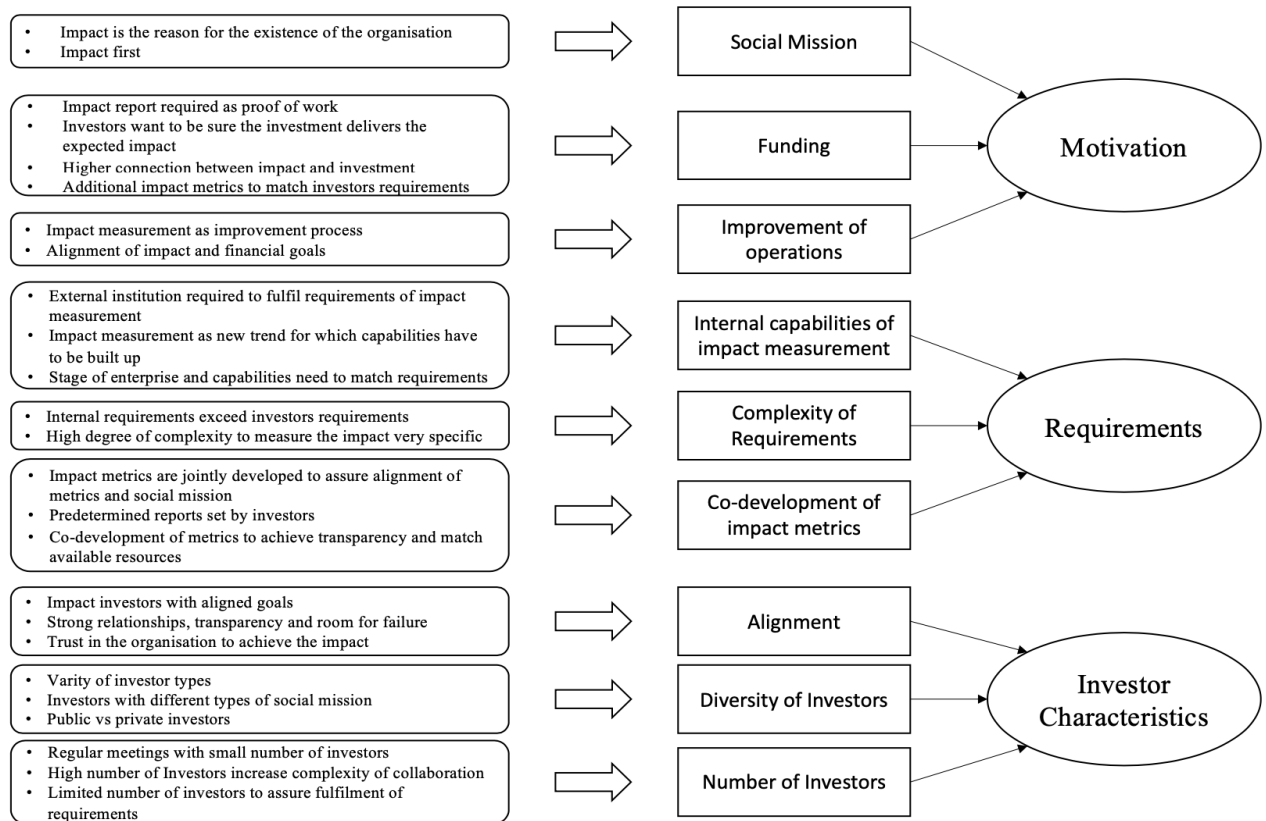 • Impact is the reason for the existence of the organisation
• Impact first
Social Mission
• Impact report required as proof of work
• Investors want to be sure the investment delivers the
expected impact
• Higher connection between impact and investment
• Additional impact metrics to match investors requirements
Funding
• Impact measurement as improvement process
• Alignment of impact and financial goals
Improvement of
operations
Motivation
• External institution required to fulfil requirements of impact
measurement
• Impact measurement as new trend for which capabilities have
to be built up
• Stage of enterprise and capabilities need to match requirements
Internal capabilities of
impact measurement
• Internal requirements exceed investors requirements
• High degree of complexity to measure the impact very specific
Complexity of
Requirements
• Impact metrics are jointly developed to assure alignment of
metrics and social mission
• Predetermined reports set by investors
• Co-development of metrics to achieve transparency and match
available resources
Co-development of
impact metrics
Requirements
• Impact investors with aligned goals
• Strong relationships, transparency and room for failure
• Trust in the organisation to achieve the impact
Alignment
• Varity of investor types
• Investors with different types of social mission
• Public vs private investors
Diversity of Investors
• Regular meetings with small number of investors
• High number of Investors increase complexity of collaboration
• Limited number of investors to assure fulfilment of
requirements
Number of Investors
Investor
Characteristics